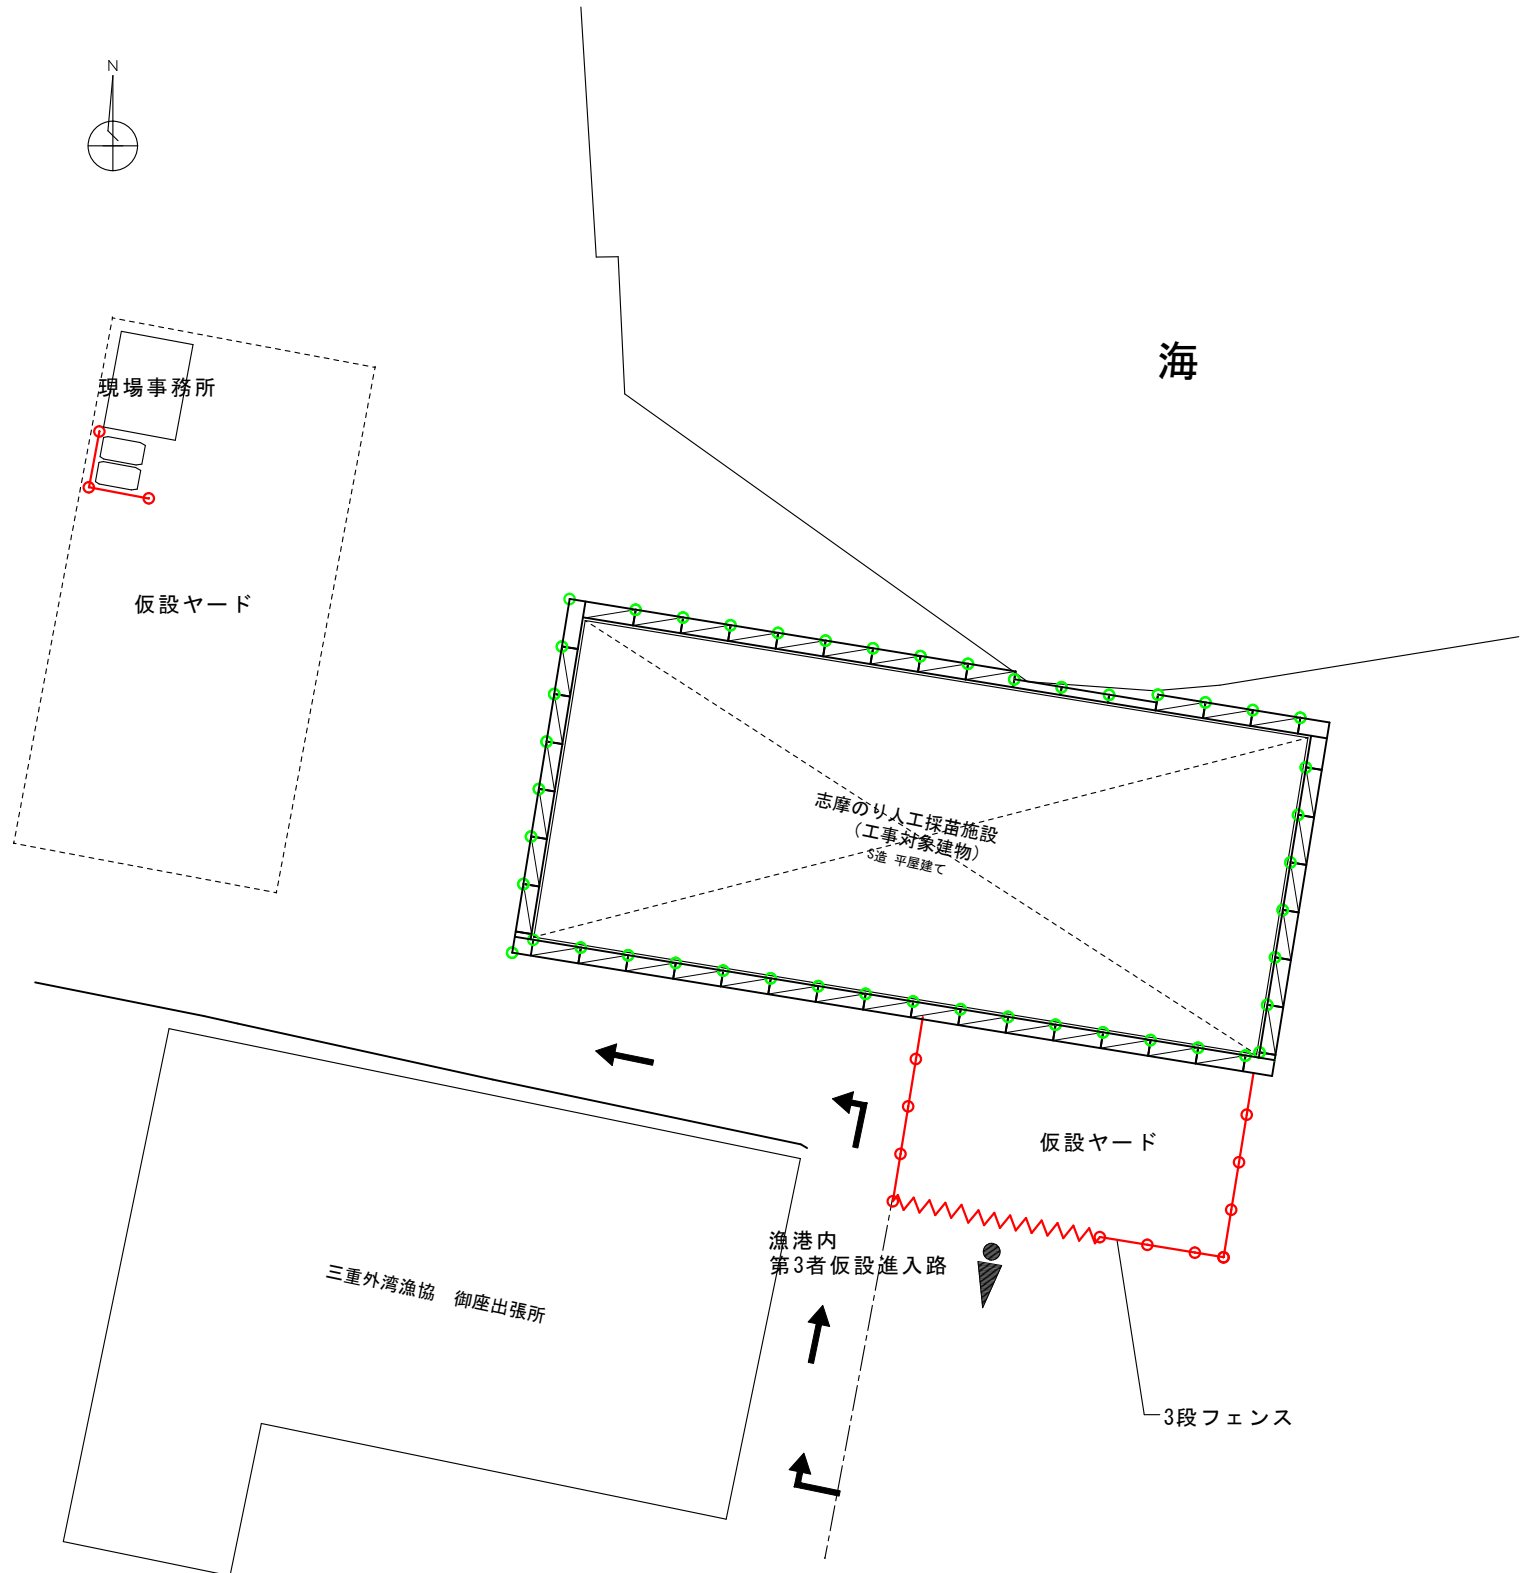 N
海
現場事務所
仮設ヤード
志摩のり人工採苗施設
（工事対象建物）
S造 平屋建て
仮設ヤード
漁港内
第3者仮設進入路
三重外湾漁協　御座出張所
3段フェンス